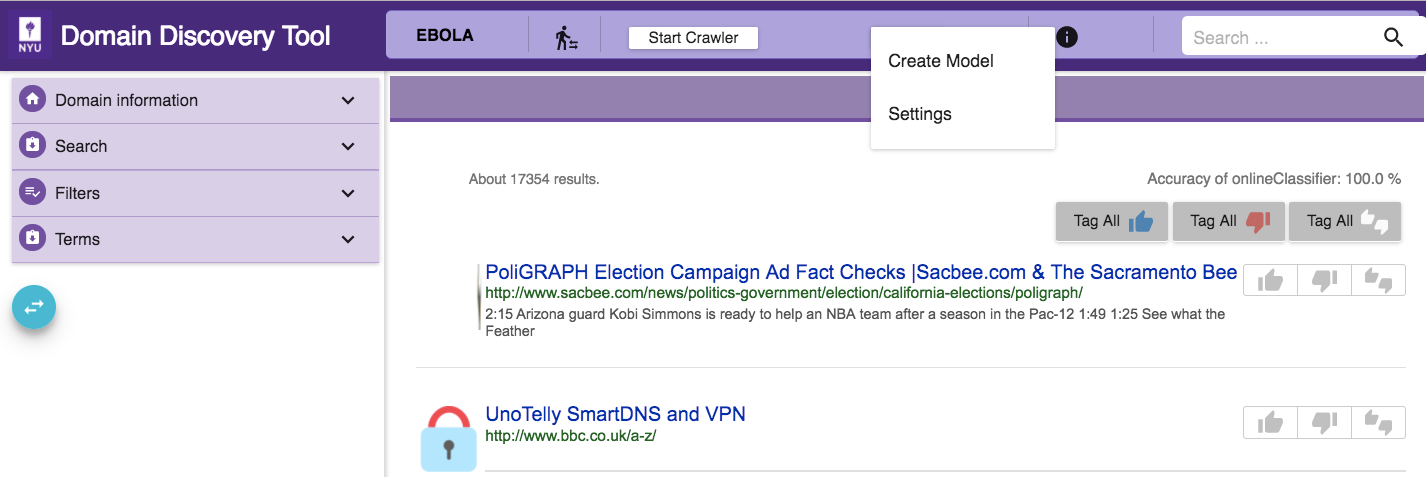 NYU
Domain Discovery Tool
EBOLA
Start Crawler
Search ...
Create Model
Settings
Domain information
Search
Filters
Terms
About 17354 results.
Accuracy of onlineClassifier: 100.0 %
Tag All
Tag All
Tag All
PoliGRAPH Election Campaign Ad Fact Checks |Sacbee.com & The Sacramento Bee
http://www.sacbee.com/news/politics-government/election/california-elections/poligraph/
2:15 Arizona guard Kobi Simmons is ready to help an NBA team after a season in the Pac-12 1:49 1:25 See what the
Feather
UnoTelly SmartDNS and VPN
http://www.bbc.co.uk/a-z/